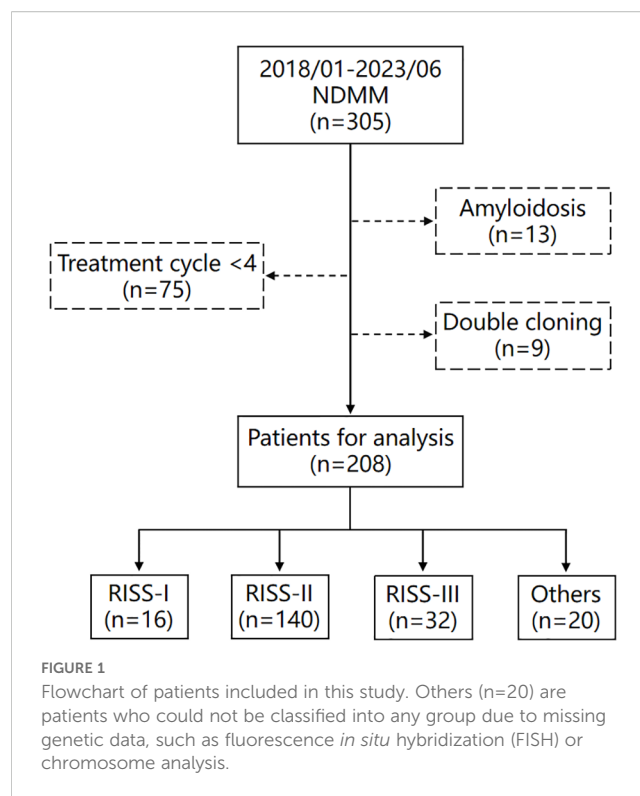 2018/01-2023/06
NDMM
(n=305)
Amyloidosis
(n=13)
Treatment cycle <4
(n=75)
Double cloning
(n=9)
Patients for analysis
(n=208)
RISS-I
(n=16)
RISS-II
(n=140)
RISS-III
(n=32)
Others
(n=20)
FIGURE 1
Flowchart of patients included in this study. Others (n=20) are
patients who could not be classified into any group due to missing
genetic data, such as fluorescence in situ hybridization (FISH) or
chromosome analysis.